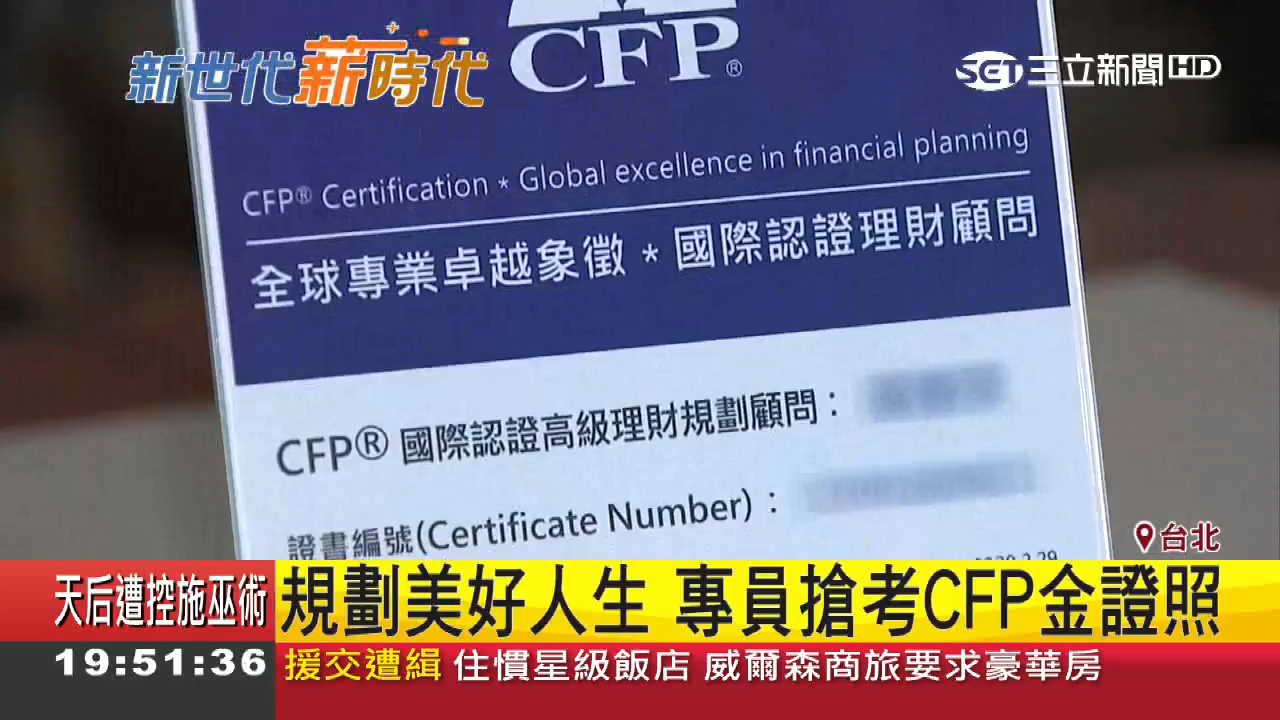 新世代薪時代
SET三立新聞HD
CFP®
CFP® Certification * Global excellence in financial planning
全球專業卓越象徵 * 國際認證理財顧問
CFP® 國際認證高級理財規劃顧問：
證書編號(Certificate Number)：
台北
天后遭控施巫術
規劃美好人生 專員搶考CFP金證照
19:51:36
援交遭緝 住慣星級飯店 威爾森商旅要求豪華房